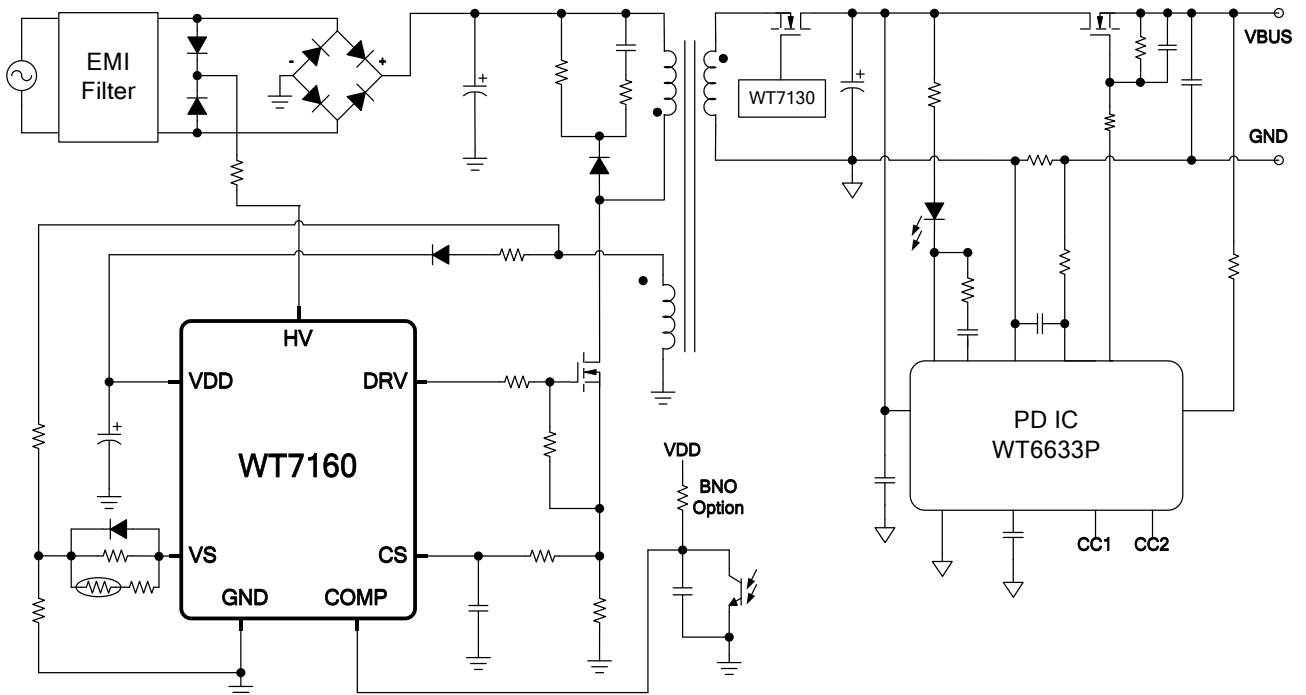 EMI
Filter
-
+
+
+
WT7130
VBUS
GND
HV
VDD
DRV
+
WT7160
VS
CS
GND
COMP
VDD
BNO
Option
PD IC
WT6633P
CC1
CC2